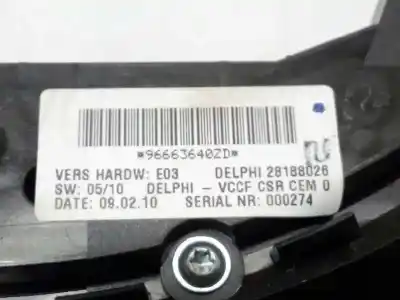 *96663640ZD*
VERS HARDW: E03 DELPHI 28188026
SW: 05/10 DELPHI - VCCF CSR CEM 0
DATE: 09.02.10 SERIAL NR: 000274